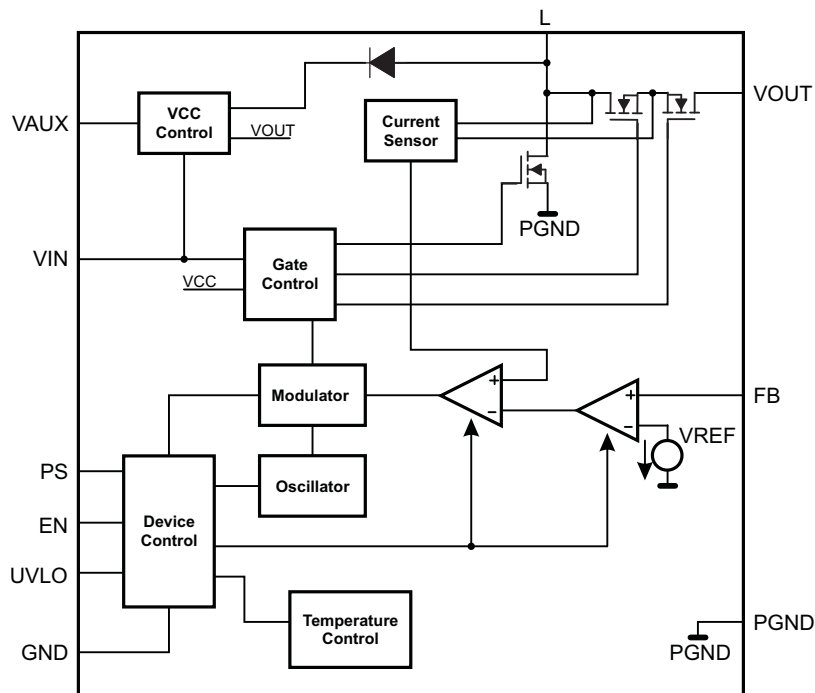 L
VAUX
VCC
Control
VOUT
Current
Sensor
VOUT
PGND
VIN
VCC
Gate
Control
Modulator
+
−
+
−
FB
VREF
PS
EN
UVLO
GND
Device
Control
Oscillator
Temperature
Control
PGND
PGND